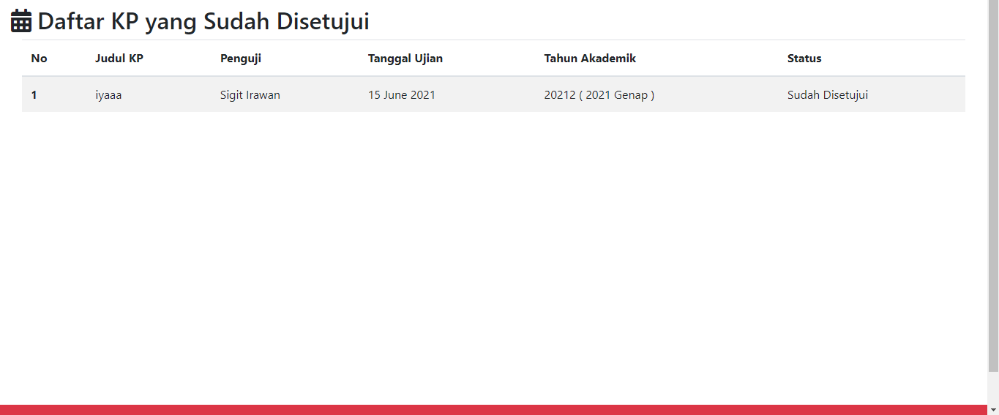 Daftar KP yang Sudah Disetujui
No Judul KP Penguji Tanggal Ujian Tahun Akademik Status
1 iyaaa Sigit Irawan 15 June 2021 20212 ( 2021 Genap ) Sudah Disetujui